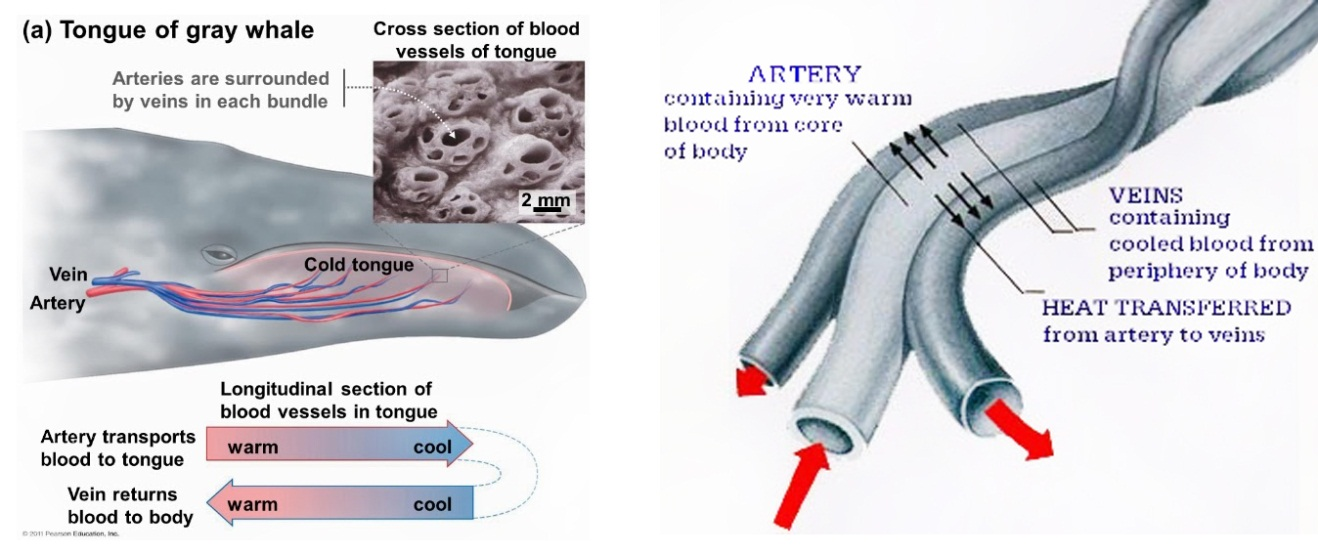 (a) Tongue of gray whale
Cross section of blood
vessels of tongue
Arteries are surrounded
by veins in each bundle
2 mm
Cold tongue
Vein
Artery
Longitudinal section of
blood vessels in tongue
Artery transports
blood to tongue
warm
cool
Vein returns
blood to body
warm
cool
© 2011 Pearson Education, Inc.
ARTERY
containing very warm
blood from core
of body
VEINS
containing
cooled blood from
periphery of body
HEAT TRANSFERRED
from artery to veins